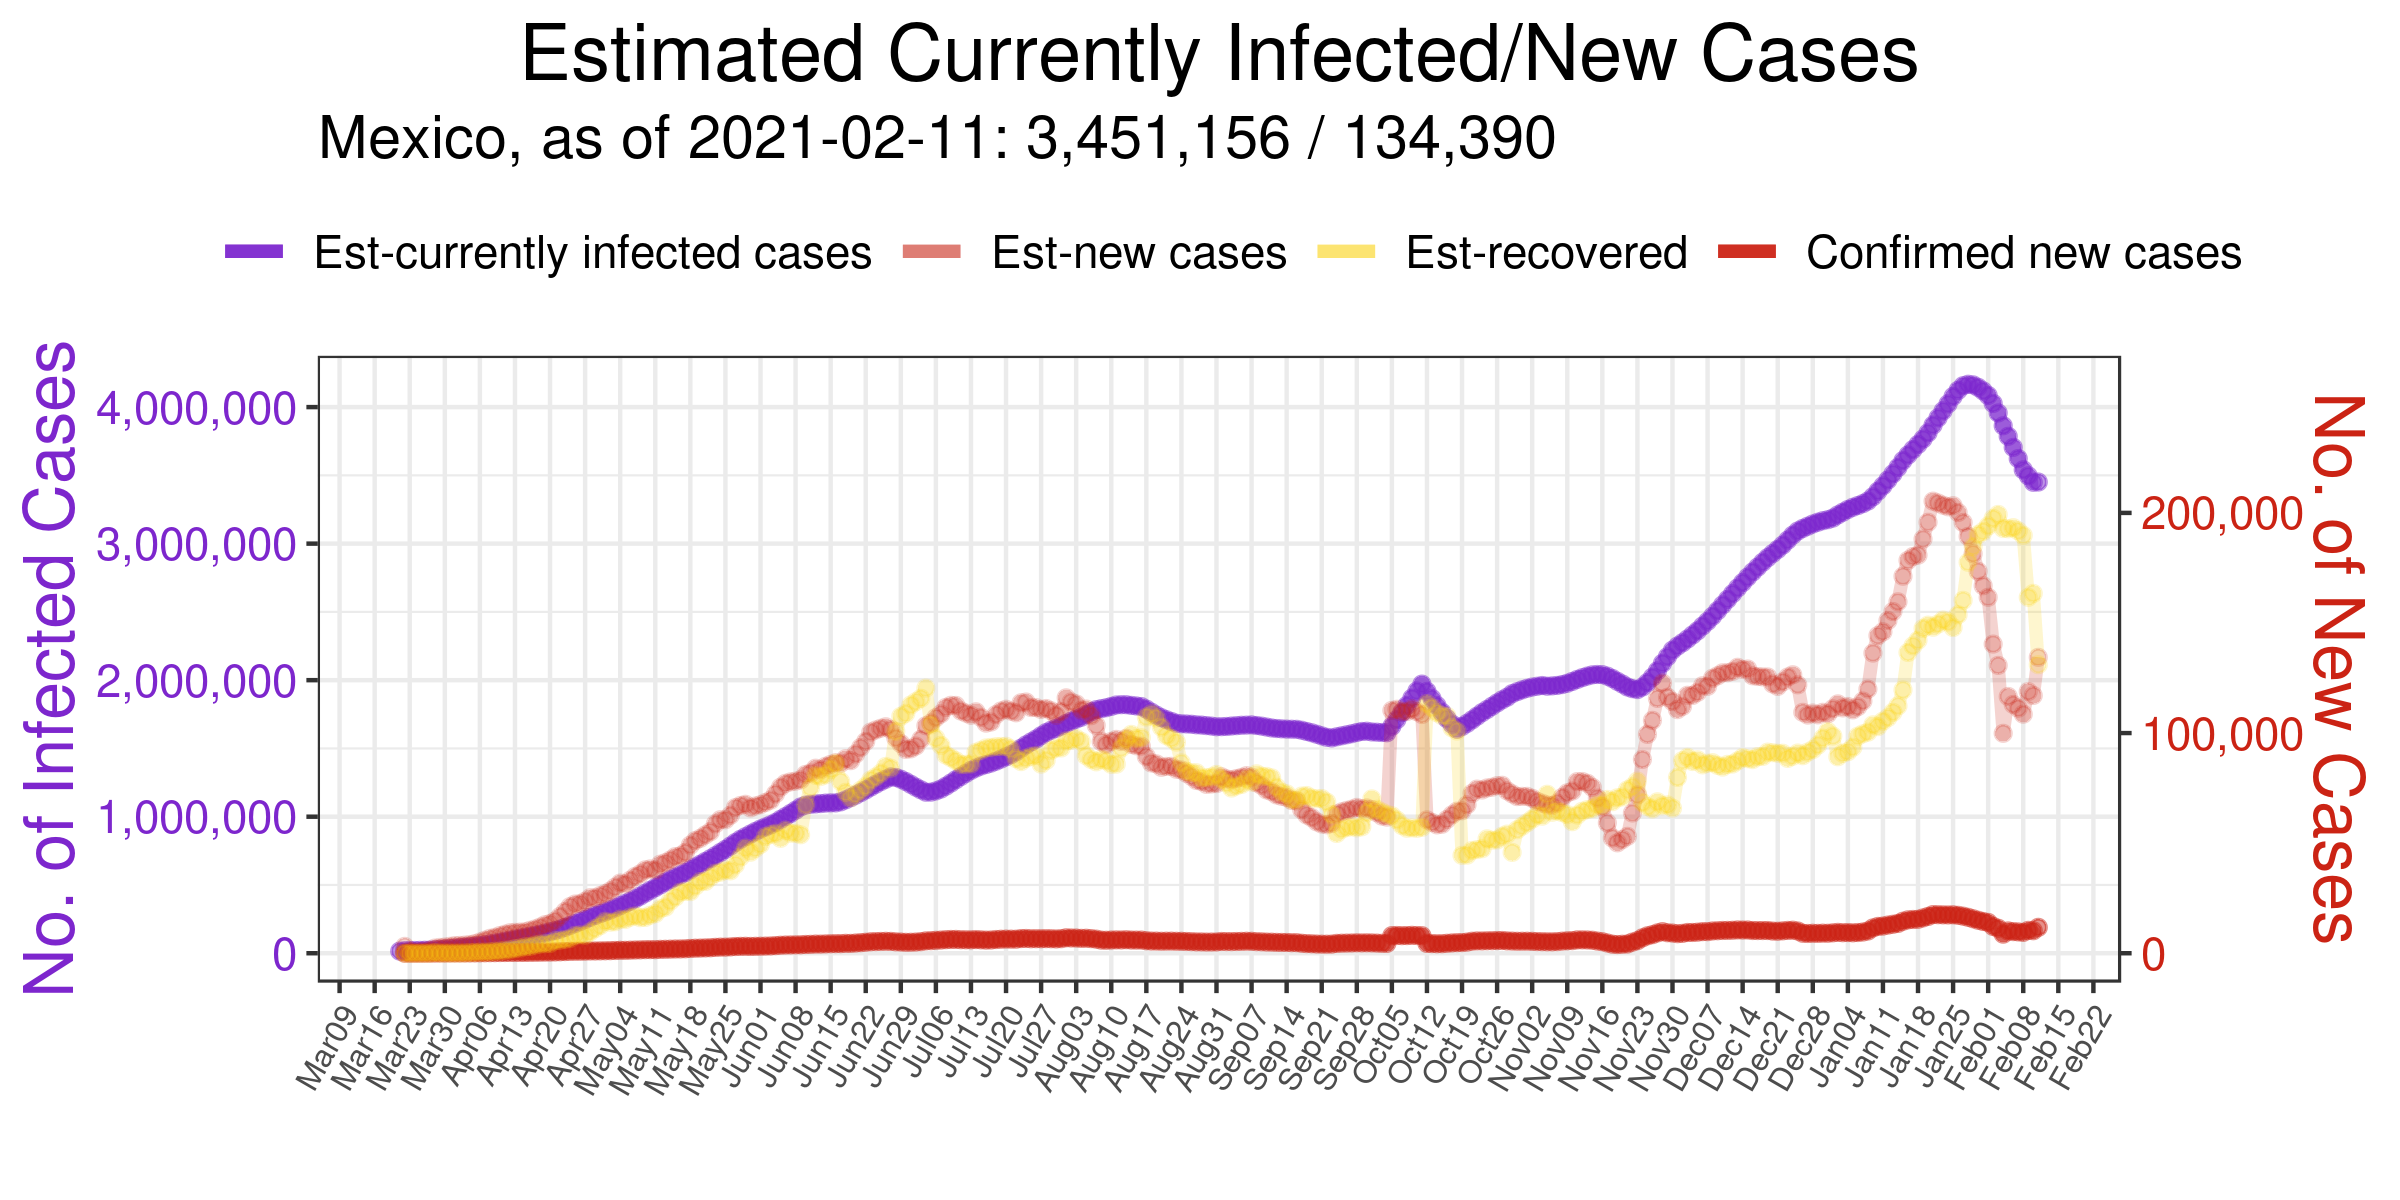 Estimated Currently Infected/New Cases
Mexico, as of 2021-02-11: 3,451,156 / 134,390
Est-currently infected cases
Est-new cases
Est-recovered
Confirmed new cases
No. of Infected Cases
4,000,000
3,000,000
2,000,000
1,000,000
0
200,000
100,000
0
No. of New Cases
Mar09
Mar16
Mar23
Mar30
Apr06
Apr13
Apr20
Apr27
May04
May11
May18
May25
Jun01
Jun08
Jun15
Jun22
Jun29
Jul06
Jul13
Jul20
Jul27
Aug03
Aug10
Aug17
Aug24
Aug31
Sep07
Sep14
Sep21
Sep28
Oct05
Oct12
Oct19
Oct26
Nov02
Nov09
Nov16
Nov23
Nov30
Dec07
Dec14
Dec21
Dec28
Jan04
Jan11
Jan18
Jan25
Feb01
Feb08
Feb15
Feb22